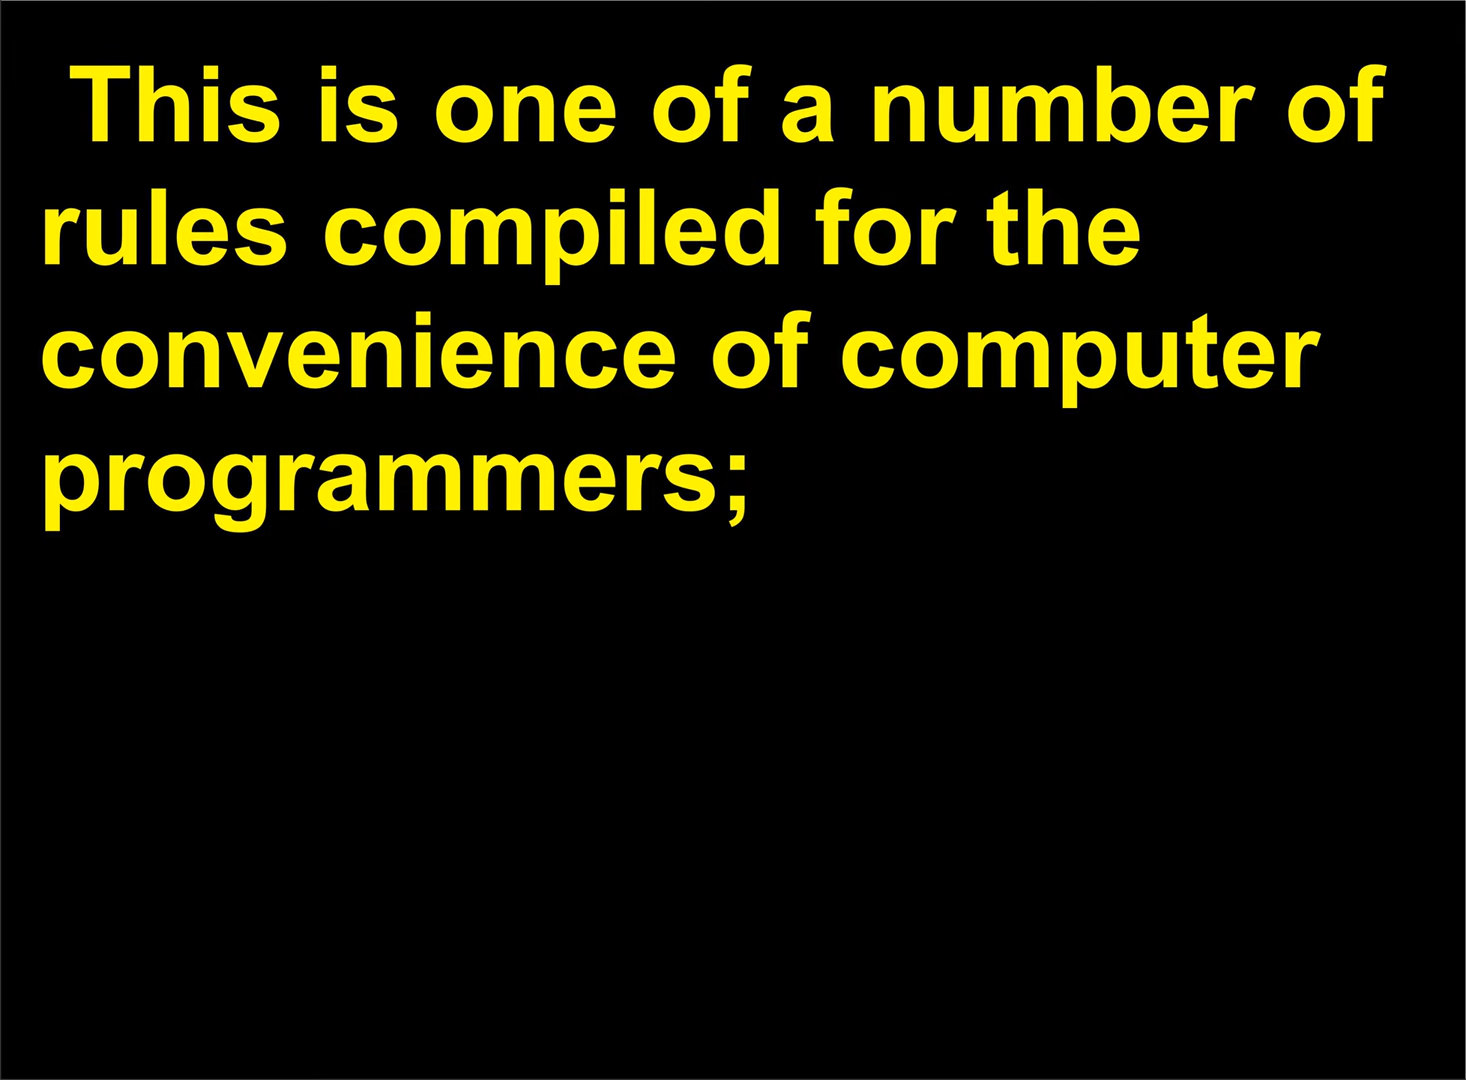 This is one of a number of
rules compiled for the
convenience of computer
programmers;